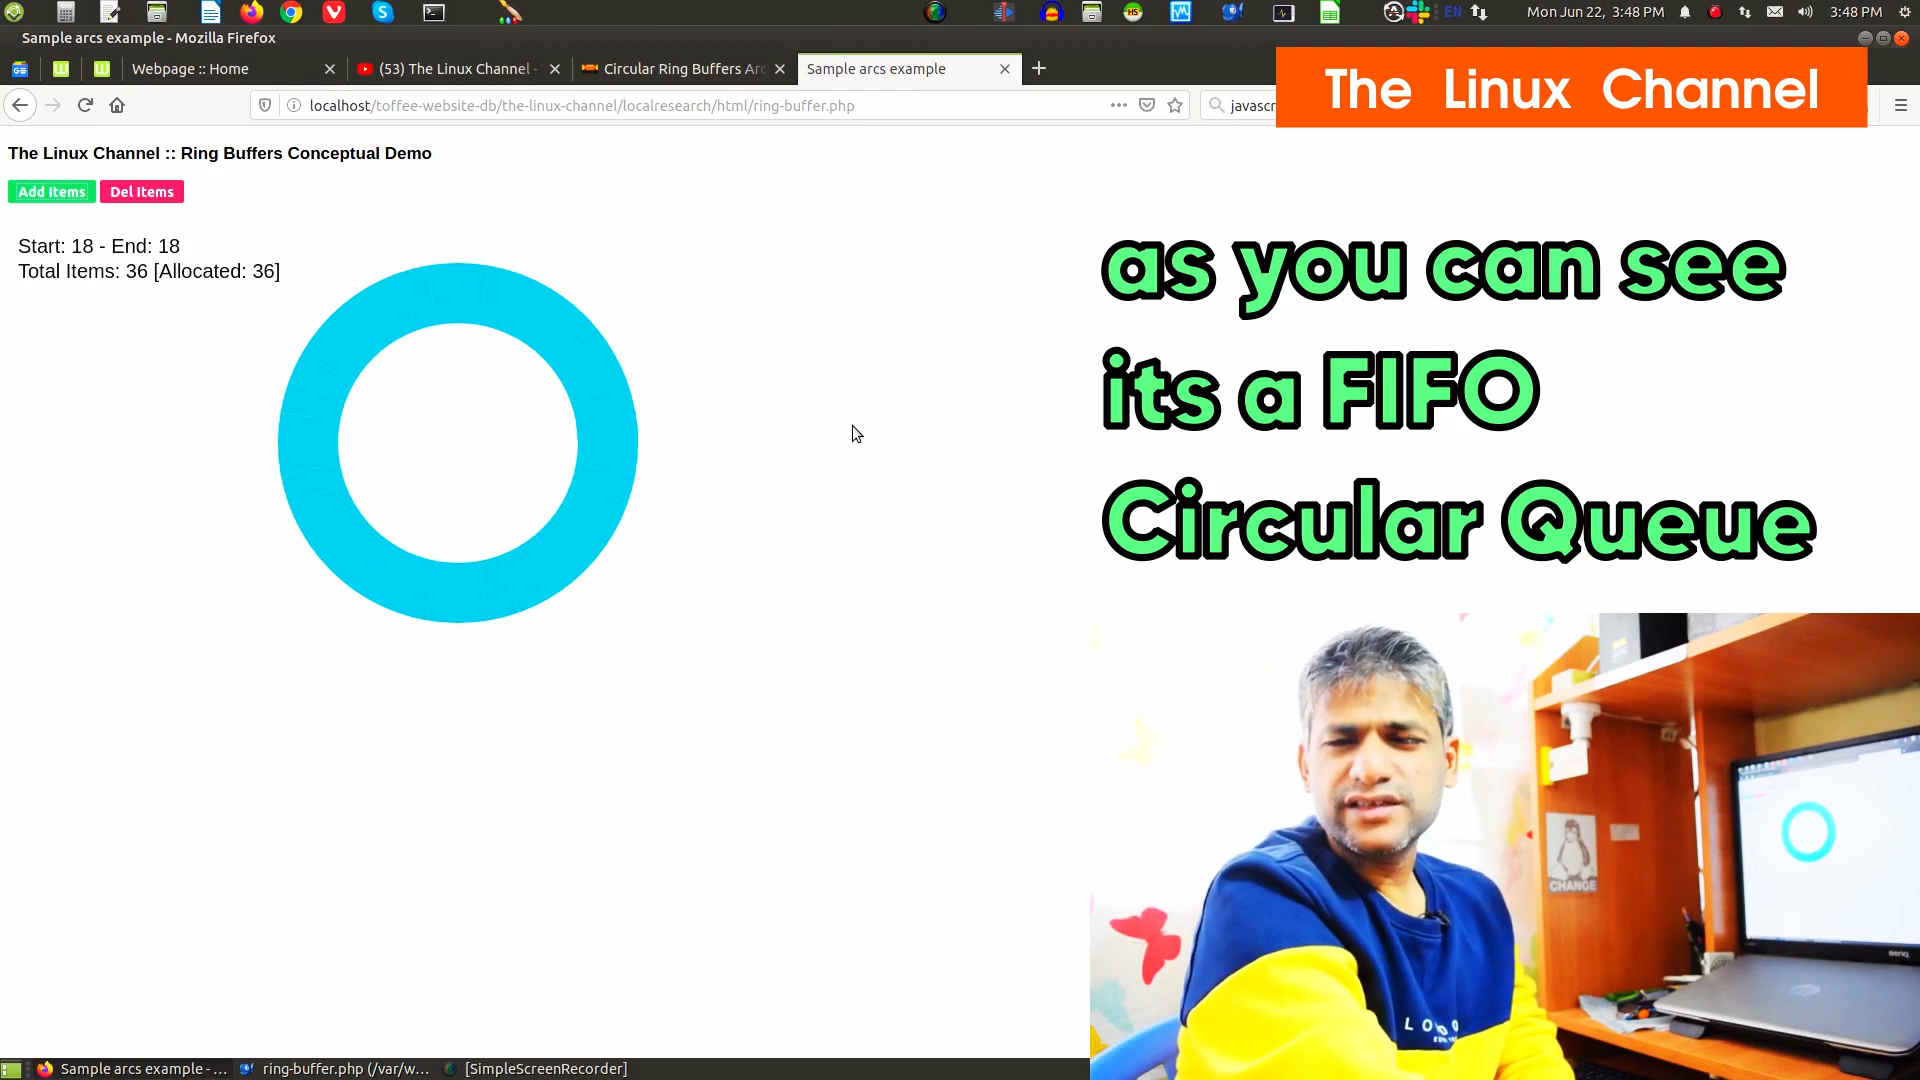 EN
Mon Jun 22, 3:48 PM
3:48 PM
Sample arcs example - Mozilla Firefox
Webpage :: Home
(53) The Linux Channel -
Circular Ring Buffers Arc
Sample arcs example
localhost/toffee-website-db/the-linux-channel/localresearch/html/ring-buffer.php
javascr
The Linux Channel
The Linux Channel :: Ring Buffers Conceptual Demo
Add Items
Del Items
Start: 18 - End: 18
Total Items: 36 [Allocated: 36]
as you can see
its a FIFO
Circular Queue
CHANGE
BenQ
Sample arcs example - ...
ring-buffer.php (/var/w...
[SimpleScreenRecorder]